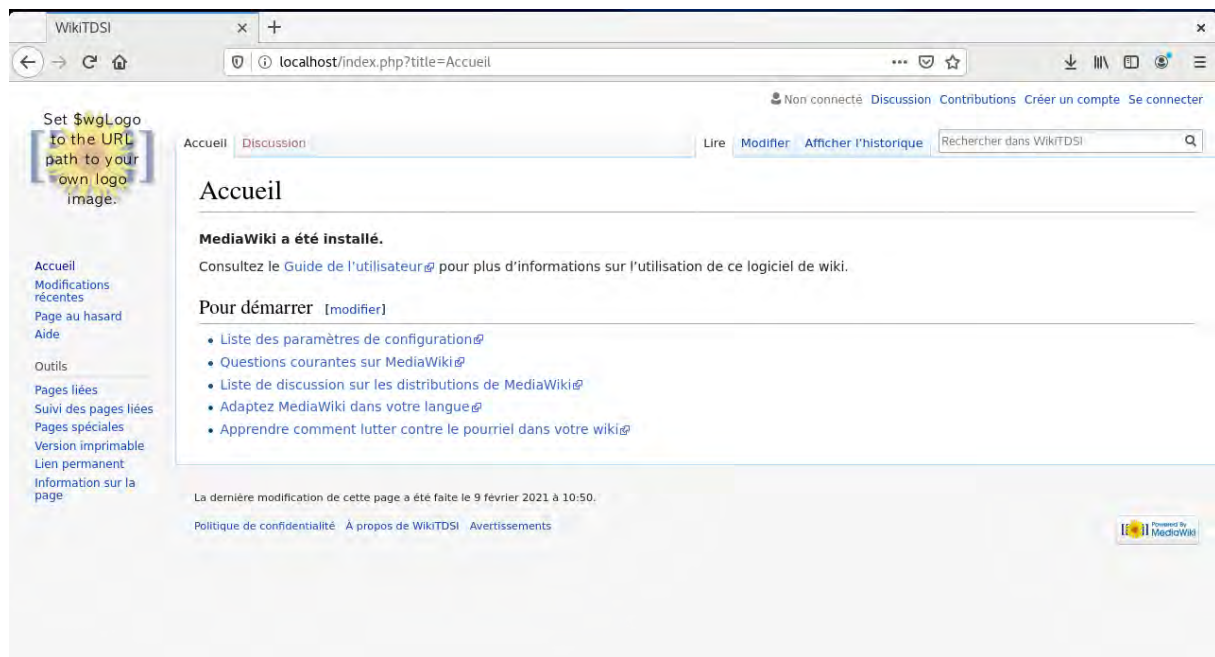 WikiTDSI
localhost/index.php?title=Accueil
Non connecté Discussion Contributions Créer un compte Se connecter
Set $wgLogo
to the URL
path to your
own logo
image.
Accueil Discussion Lire Modifier Afficher l'historique Rechercher dans WikiTDSI
Accueil
MediaWiki a été installé.
Consultez le Guide de l'utilisateur pour plus d'informations sur l'utilisation de ce logiciel de wiki.
Pour démarrer [modifier]
Liste des paramètres de configuration
Questions courantes sur MediaWiki
Liste de discussion sur les distributions de MediaWiki
Adaptez MediaWiki dans votre langue
Apprendre comment lutter contre le pourriel dans votre wiki
Accueil
Modifications
récentes
Page au hasard
Aide
Outils
Pages liées
Suivi des pages liées
Pages spéciales
Version imprimable
Lien permanent
Information sur la
page
La dernière modification de cette page a été faite le 9 février 2021 à 10:50.
Politique de confidentialité À propos de WikiTDSI Avertissements
Powered By
MediaWiki